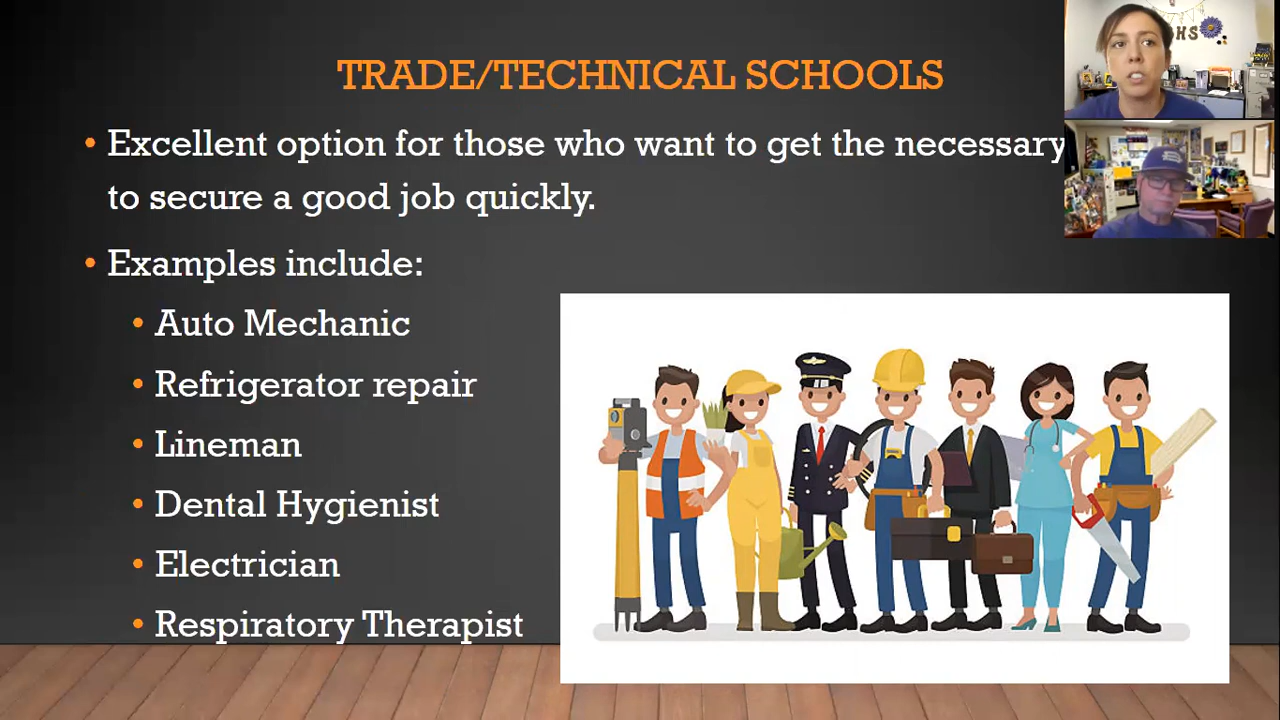 TRADE/TECHNICAL SCHOOLS
• Excellent option for those who want to get the necessary
to secure a good job quickly.
• Examples include:
• Auto Mechanic
• Refrigerator repair
• Lineman
• Dental Hygienist
• Electrician
• Respiratory Therapist
HS